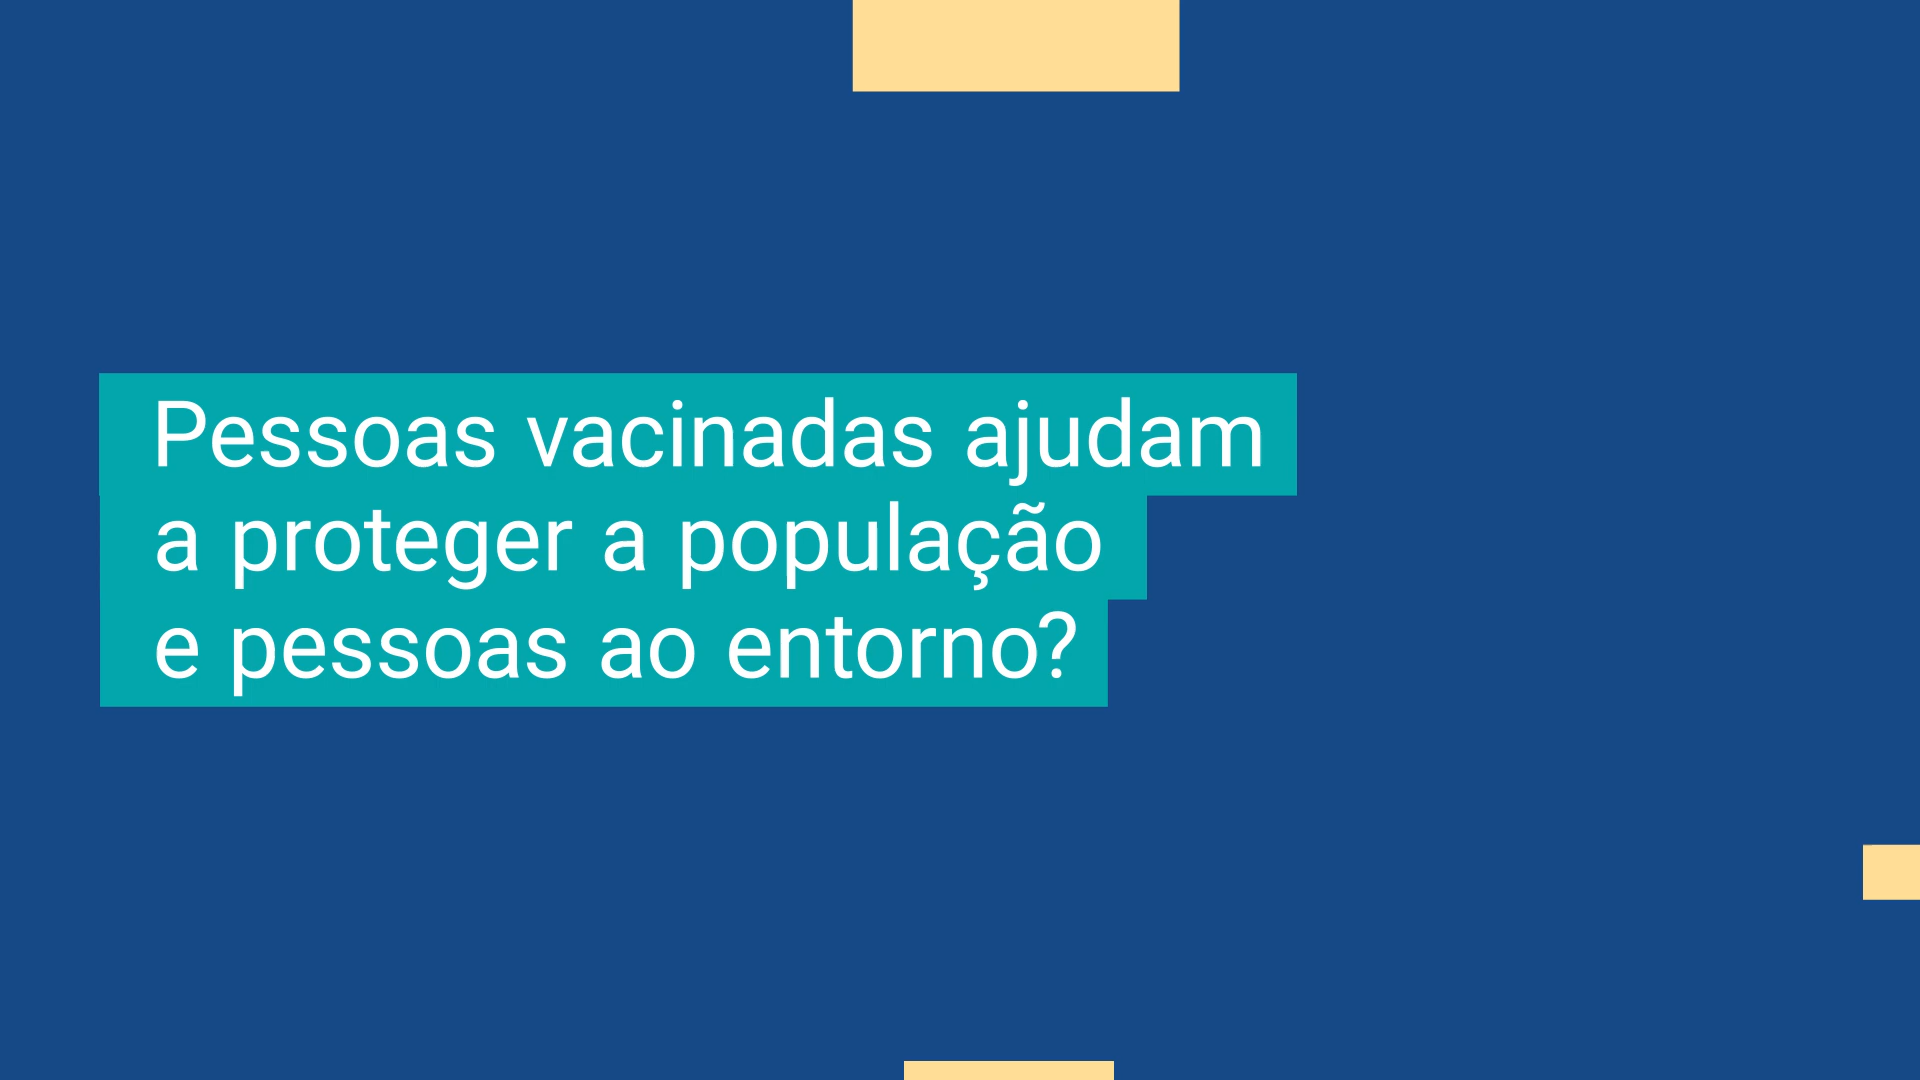 Pessoas vacinadas ajudam
a proteger a população
e pessoas ao entorno?